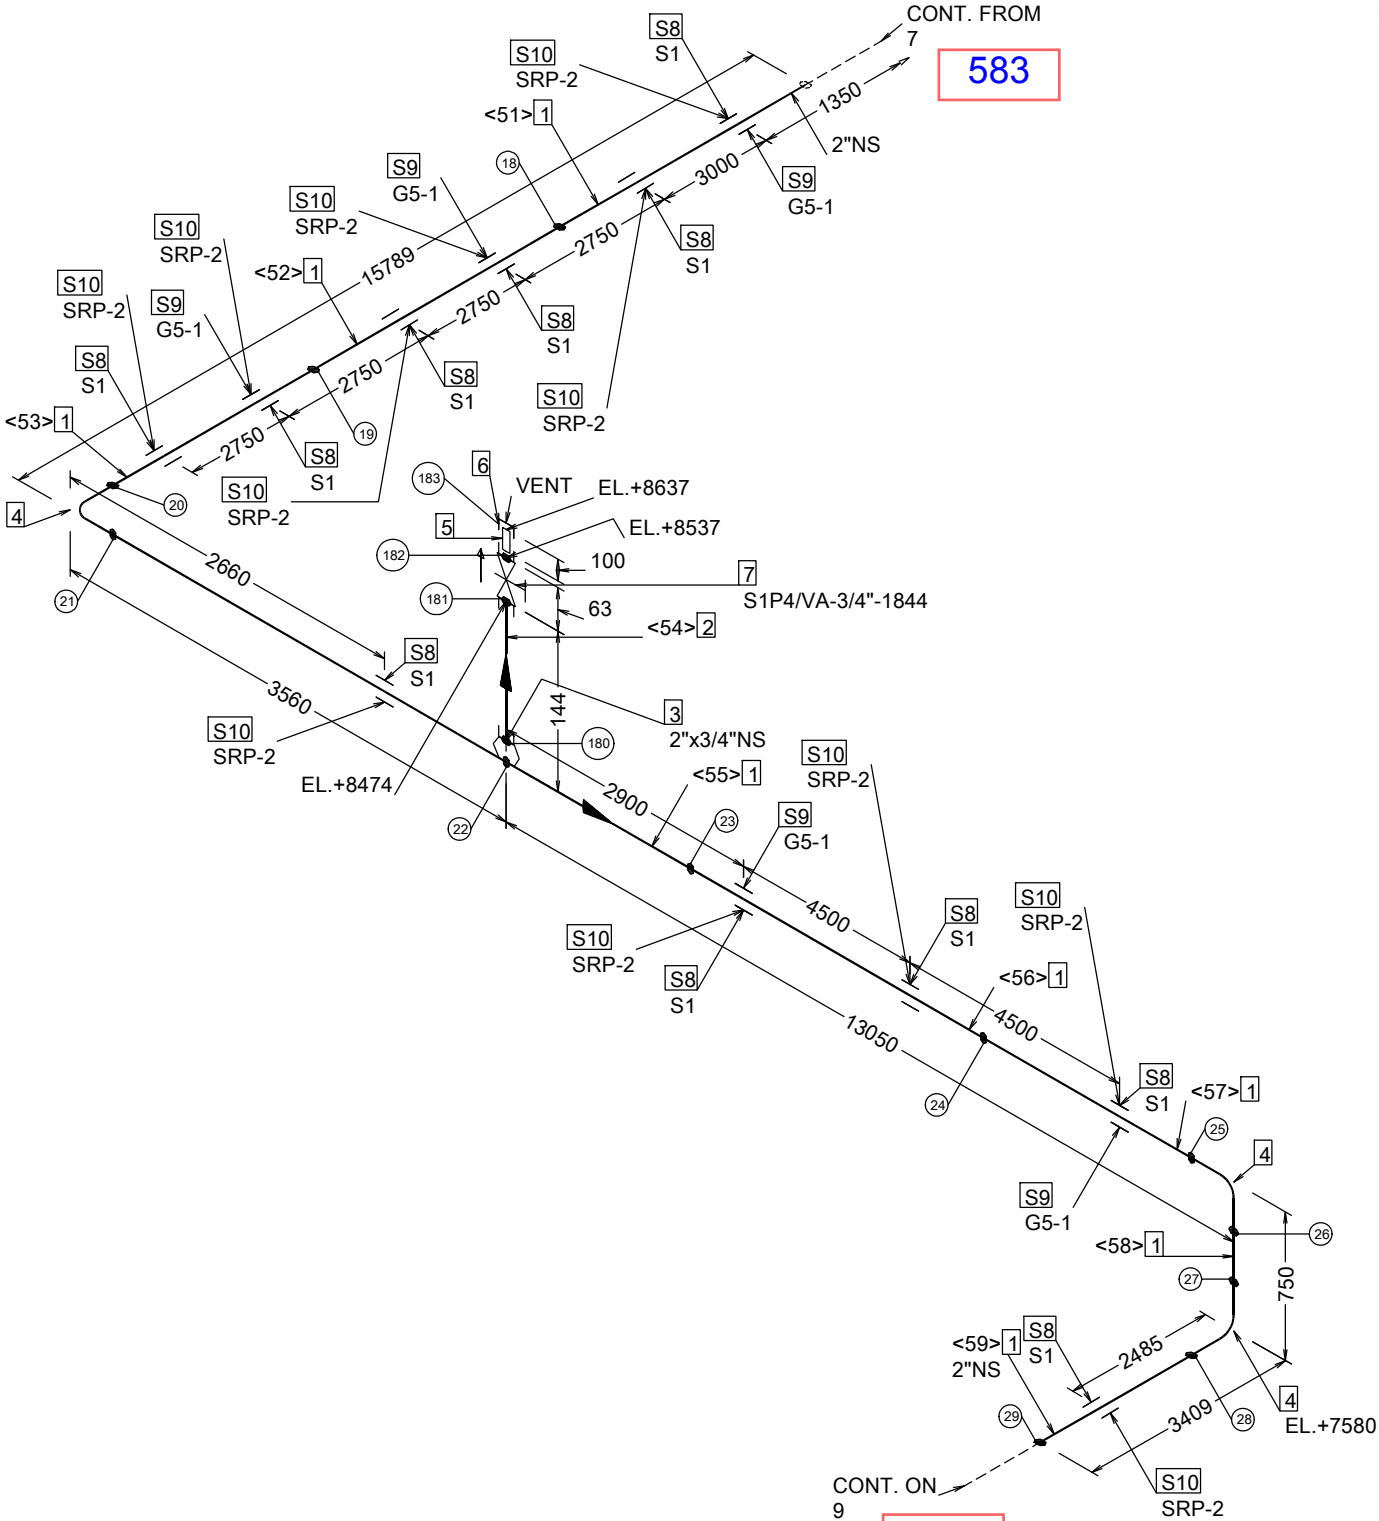 CONT. FROM
7
583
S8
S1
S10
SRP-2
1350
<51> 1
2"NS
18
3000
S9
G5-1
S9
G5-1
S10
SRP-2
2750
S8
S1
S10
SRP-2
15789
<52> 1
2750
S10
SRP-2
S9
G5-1
S8
S1
2750
S8
S1
S8
S1
S10
SRP-2
<53> 1
2750
19
S8
S1
S10
SRP-2
6
183
VENT
EL.+8637
20
4
5
EL.+8537
182
100
2660
7
S1P4/VA-3/4"-1844
21
181
63
<54> 2
S8
S1
3560
144
3
2"x3/4"NS
S10
SRP-2
180
S10
SRP-2
EL.+8474
<55> 1
2900
22
23
S9
G5-1
4500
S10
SRP-2
S8
S1
S10
SRP-2
S8
S1
<56> 1
4500
13050
24
S8
S1
<57> 1
25
4
S9
G5-1
<58> 1
26
27
750
<59> 1
2"NS
S8
S1
2485
4
EL.+7580
29
3409
28
CONT. ON
9
S10
SRP-2